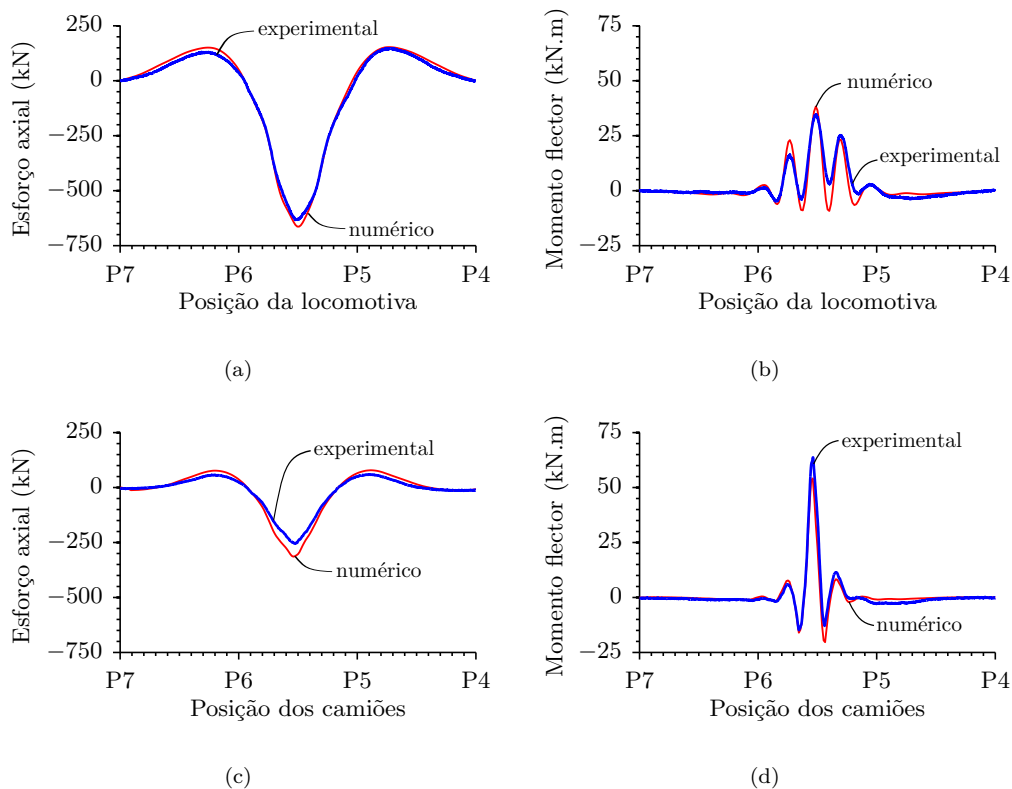 Esforço axial (kN)
250
0
−250
−500
−750
experimental
numérico
P7 P6 P5 P4
Posição da locomotiva
(a)
Momento flector (kN.m)
75
50
25
0
−25
numérico
experimental
P7 P6 P5 P4
Posição da locomotiva
(b)
Esforço axial (kN)
250
0
−250
−500
−750
experimental
numérico
P7 P6 P5 P4
Posição dos camiões
(c)
Momento flector (kN.m)
75
50
25
0
−25
experimental
numérico
P7 P6 P5 P4
Posição dos camiões
(d)